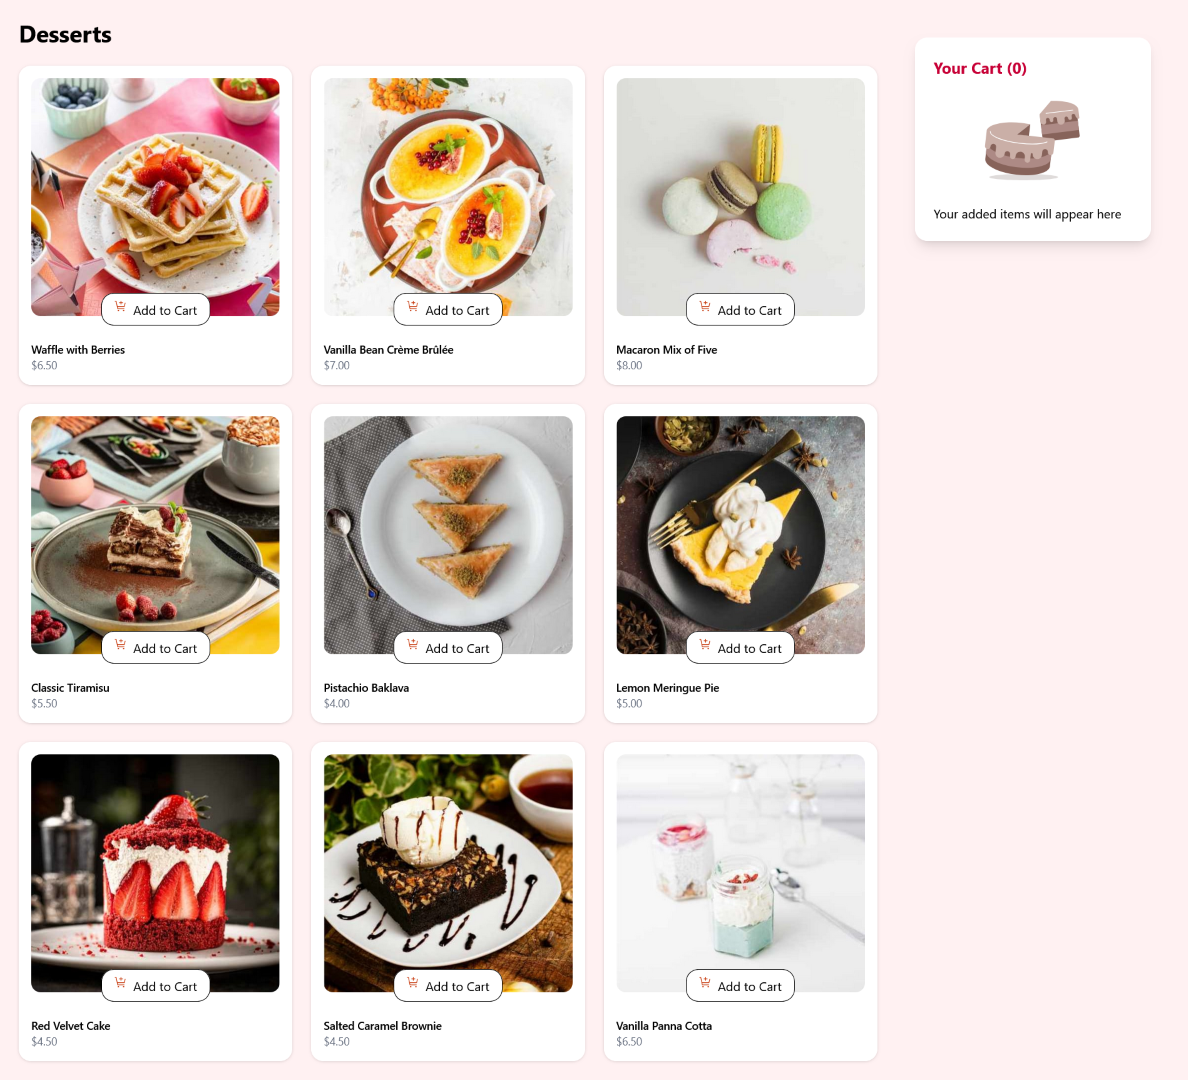 Desserts
Your Cart (0)
Your added items will appear here
Add to Cart
Waffle with Berries
$6.50
Add to Cart
Vanilla Bean Crème Brûlée
$7.00
Add to Cart
Macaron Mix of Five
$8.00
Add to Cart
Classic Tiramisu
$5.50
Add to Cart
Pistachio Baklava
$4.00
Add to Cart
Lemon Meringue Pie
$5.00
Add to Cart
Red Velvet Cake
$4.50
Add to Cart
Salted Caramel Brownie
$4.50
Add to Cart
Vanilla Panna Cotta
$6.50